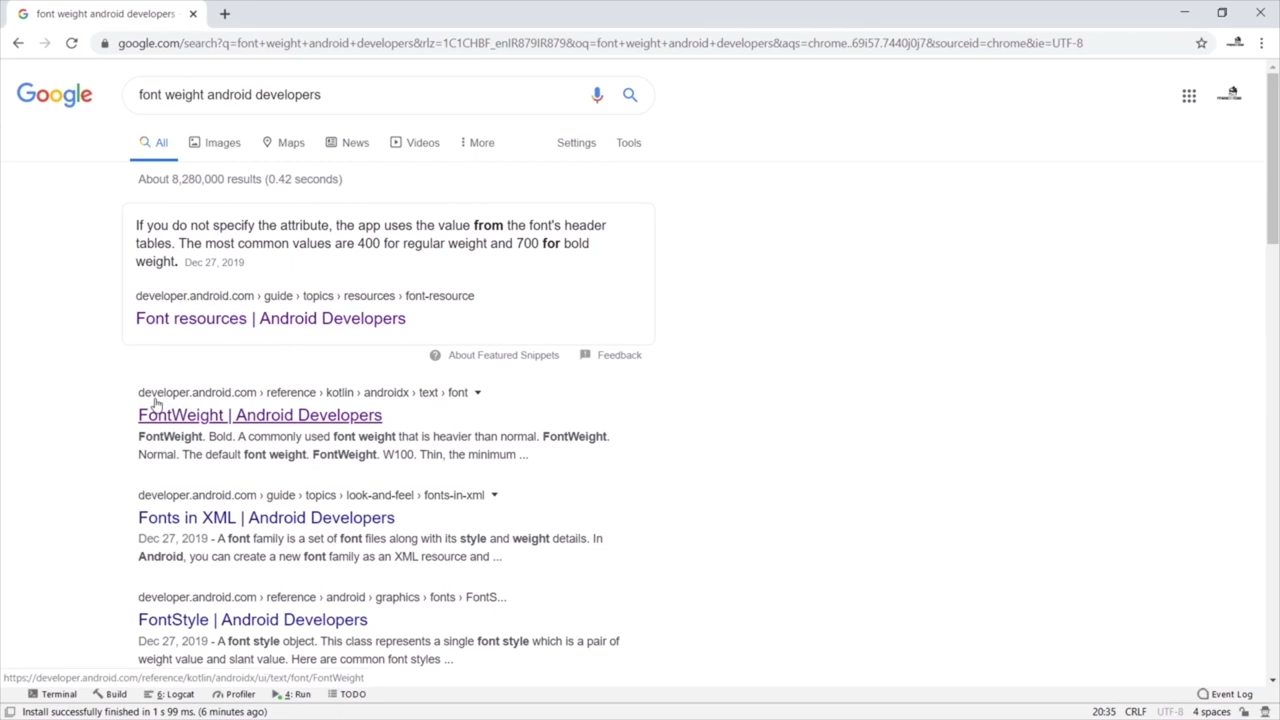 font weight android developers
google.com/search?q=font+weight+android+developers&rlz=1C1CHBF_enIR879IR879&oq=font+weight+android+developers&aqs=chrome..69i57.7440j0j7&sourceid=chrome&ie=UTF-8
Google
font weight android developers
All Images Maps News Videos More Settings Tools
About 8,280,000 results (0.42 seconds)
If you do not specify the attribute, the app uses the value from the font's header
tables. The most common values are 400 for regular weight and 700 for bold
weight. Dec 27, 2019
developer.android.com › guide › topics › resources › font-resource
Font resources | Android Developers
About Featured Snippets Feedback
developer.android.com › reference › kotlin › androidx › text › font
FontWeight | Android Developers
FontWeight. Bold. A commonly used font weight that is heavier than normal. FontWeight.
Normal. The default font weight. FontWeight. W100. Thin, the minimum ...
developer.android.com › guide › topics › look-and-feel › fonts-in-xml
Fonts in XML | Android Developers
Dec 27, 2019 - A font family is a set of font files along with its style and weight details. In
Android, you can create a new font family as an XML resource and ...
developer.android.com › reference › android › graphics › fonts › FontS...
FontStyle | Android Developers
Dec 27, 2019 - A font style object. This class represents a single font style which is a pair of
weight value and slant value. Here are common font styles ...
https://developer.android.com/reference/kotlin/androidx/ui/text/font/FontWeight
Terminal Build 6: Logcat Profiler 4: Run TODO Event Log
Install successfully finished in 1 s 99 ms. (6 minutes ago) 20:35 CRLF UTF-8 4 spaces